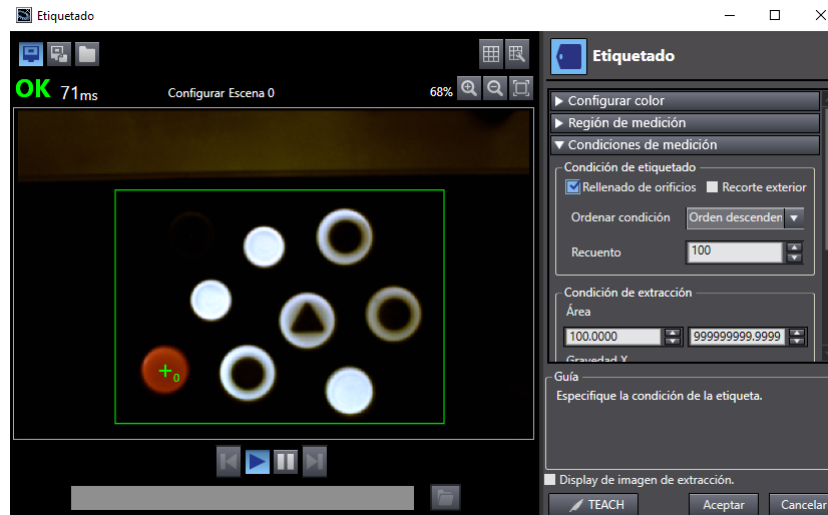 Etiquetado
OK 71ms
Configurar Escena 0
68%
0
Etiquetado
Configurar color
Región de medición
Condiciones de medición
Condición de etiquetado
Rellenado de orificios
Recorte exterior
Ordenar condición
Orden descenden
Recuento
100
Condición de extracción
Área
100.0000
999999999.9999
Gravedad X
Guía
Especifique la condición de la etiqueta.
Display de imagen de extracción.
TEACH
Aceptar
Cancelar